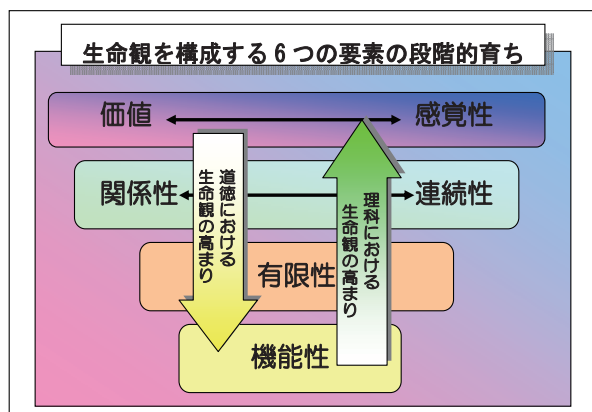 生命観を構成する6つの要素の段階的育ち
価値
感覚性
関係性
連続性
道徳における
生命観の高まり
理科における
生命観の高まり
有限性
機能性